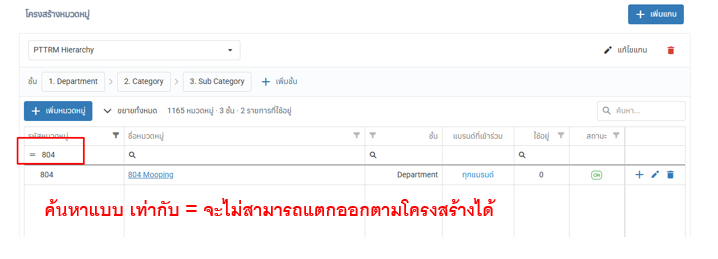 โครงสร้างหมวดหมู่
+ เพิ่มแถบ
PTTRM Hierarchy
แก้ไขแถบ
ชั้น 1. Department > 2. Category > 3. Sub Category + เพิ่มชั้น
+ เพิ่มหมวดหมู่ ขยายทั้งหมด 1165 หมวดหมู่ · 3 ชั้น · 2 รายการที่ใช้อยู่ ค้นหา...
รหัสหมวดหมู่ ชื่อหมวดหมู่ ชั้น แบรนด์ที่เข้าร่วม ใช้อยู่ สถานะ
= 804
804 804 Mooping Department ทุกแบรนด์ 0 ON
ค้นหาแบบ เท่ากับ = จะไม่สามารถแตกออกตามโครงสร้างได้